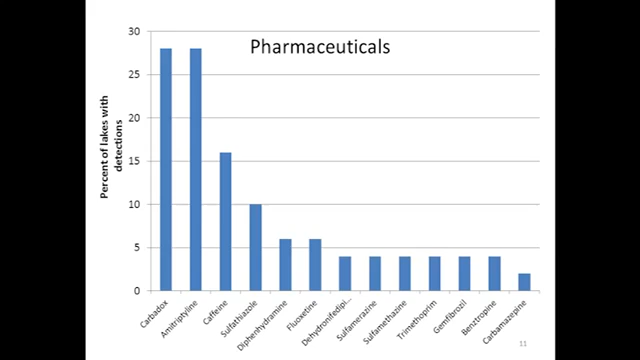 Pharmaceuticals
Percent of lakes with
detections
30
25
20
15
10
5
0
Carbadox
Amitriptyline
Caffeine
Sulfathiazole
Diphenhydramine
Fluoxetine
Dehydronifedipi...
Sulfamerazine
Sulfamethazine
Trimethoprim
Gemfibrozil
Benztropine
Carbamazepine
11